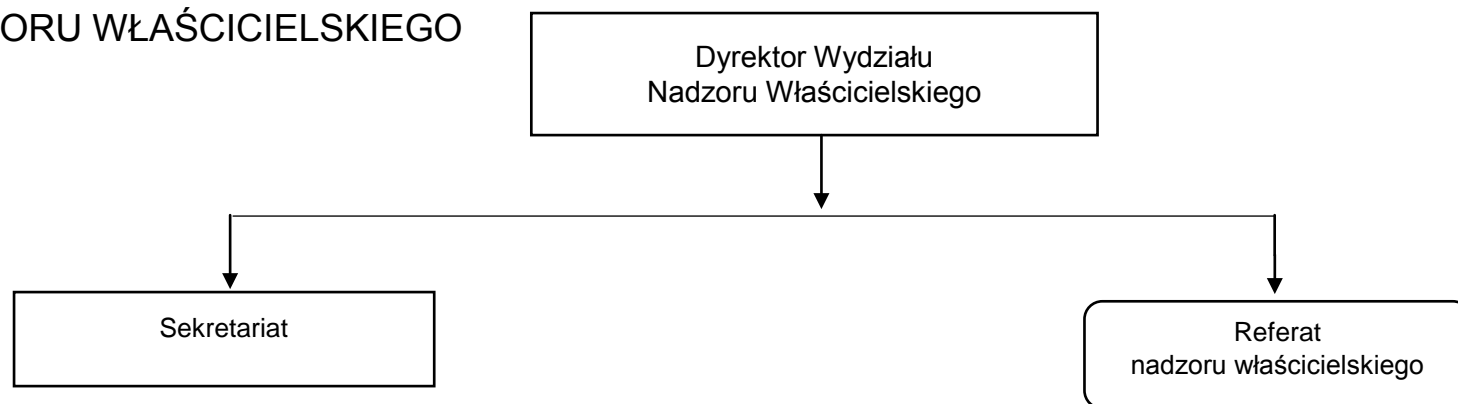 ORU WŁAŚCICIELSKIEGO
Dyrektor Wydziału
Nadzoru Właścicielskiego
Sekretariat
Referat
nadzoru właścicielskiego